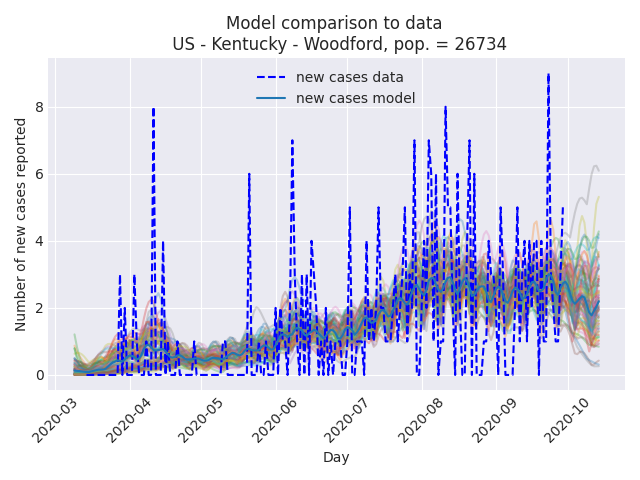 Model comparison to data
US - Kentucky - Woodford, pop. = 26734
new cases data
new cases model
Number of new cases reported
8
6
4
2
0
2020-03
2020-04
2020-05
2020-06
2020-07
2020-08
2020-09
2020-10
Day